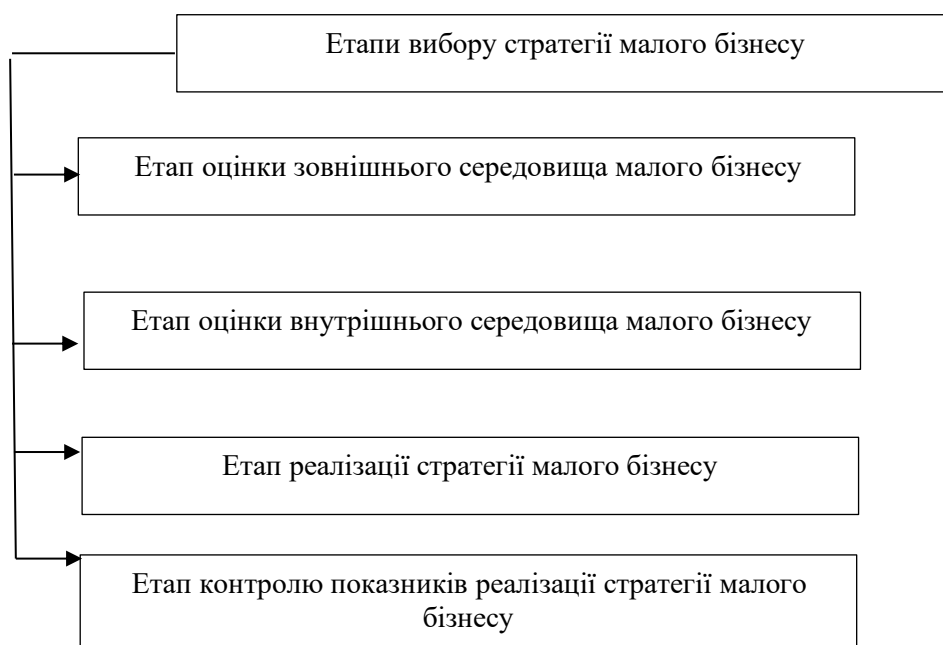 Етапи вибору стратегії малого бізнесу
Етап оцінки зовнішнього середовища малого бізнесу
Етап оцінки внутрішнього середовища малого бізнесу
Етап реалізації стратегії малого бізнесу
Етап контролю показників реалізації стратегії малого
бізнесу